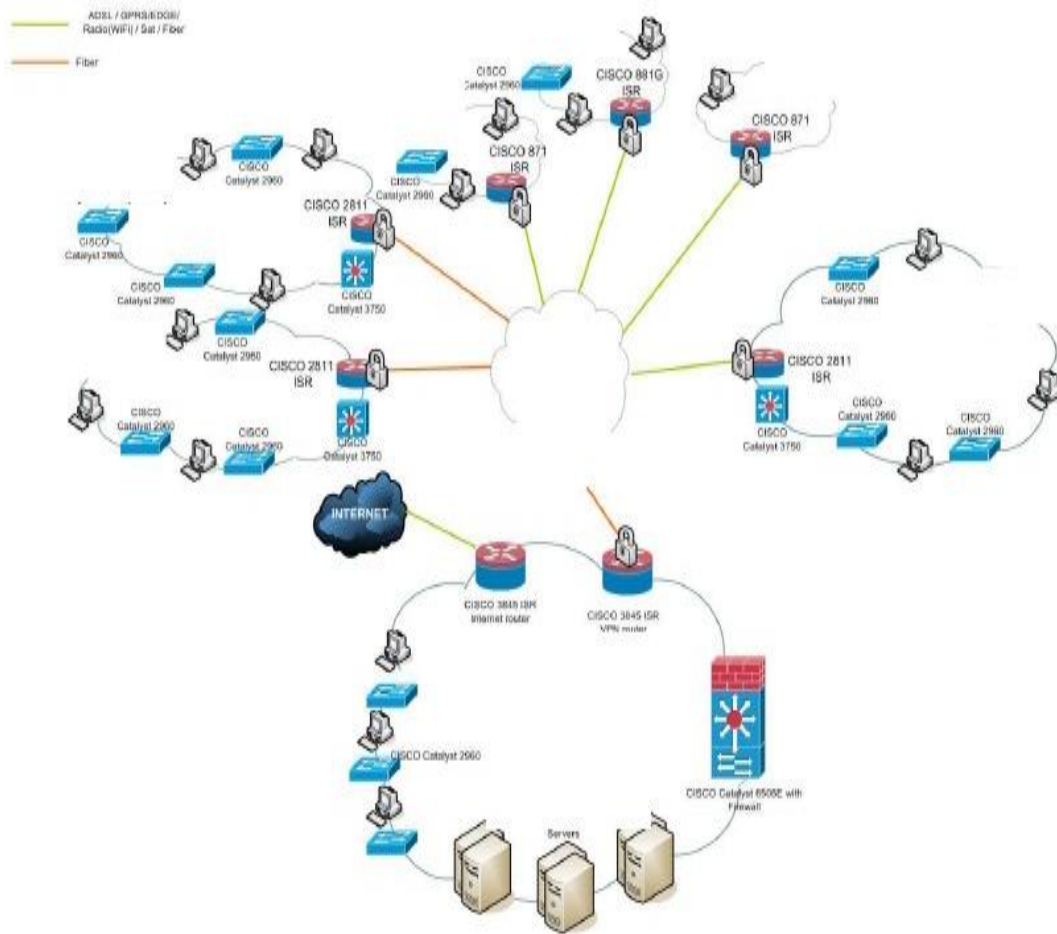 ADSL / GPRS/EDGE/
Radio(WiFi) / Sat / Fiber
Fiber
CISCO
Catalyst 2960
CISCO 881G
ISR
CISCO 871
ISR
CISCO 871
ISR
CISCO
Catalyst 2960
CISCO
Catalyst 2960
CISCO 2811
ISR
CISCO
Catalyst 2960
CISCO
Catalyst 2960
CISCO
Catalyst 3750
CISCO
Catalyst 2960
CISCO
Catalyst 2960
CISCO 2811
ISR
CISCO 2811
ISR
CISCO
Catalyst 2960
CISCO
Catalyst 2960
CISCO
Catalyst 3750
CISCO
Catalyst 2960
CISCO
Catalyst 2960
CISCO
Catalyst 3750
INTERNET
CISCO 3845 ISR
Internet router
CISCO 3845 ISR
VPN router
CISCO Catalyst 2960
CISCO Catalyst 6506E with
Firewall
Servers